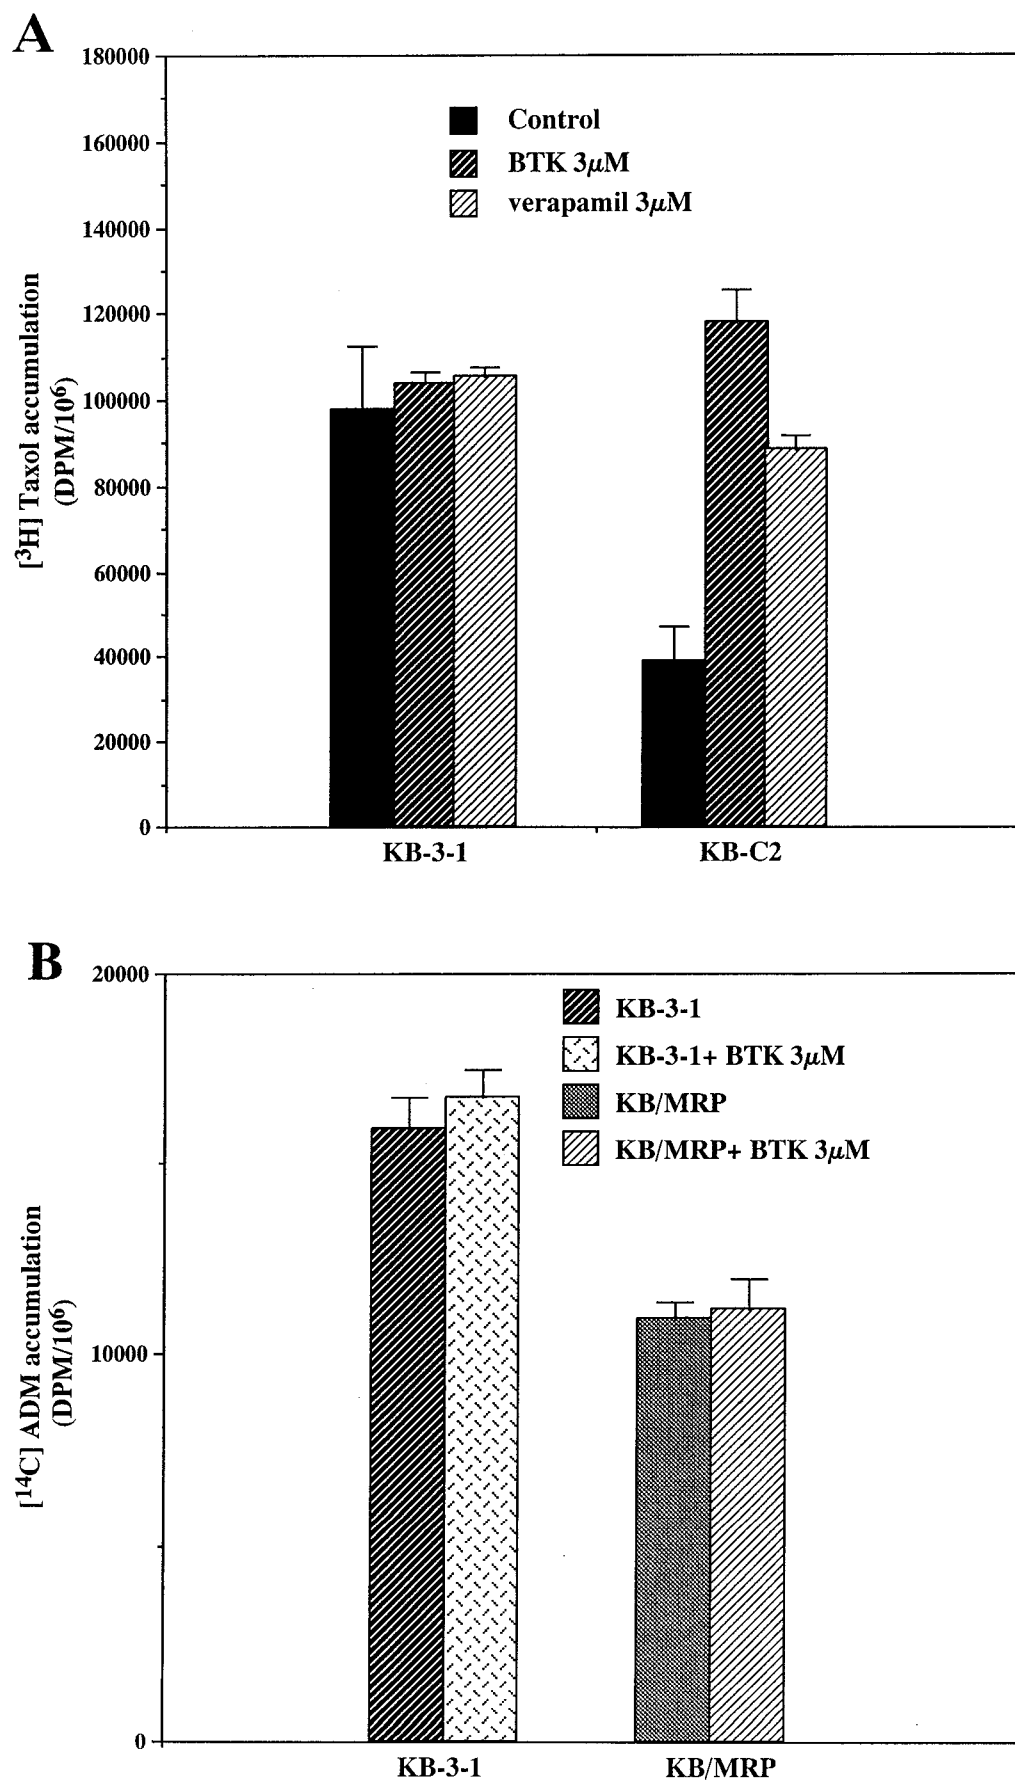 A
180000
160000
140000
120000
100000
80000
60000
40000
20000
0
[³H] Taxol accumulation
(DPM/10⁶)
Control
BTK 3μM
verapamil 3μM
KB-3-1
KB-C2
B
20000
10000
0
[¹⁴C] ADM accumulation
(DPM/10⁶)
KB-3-1
KB-3-1+ BTK 3μM
KB/MRP
KB/MRP+ BTK 3μM
KB-3-1
KB/MRP